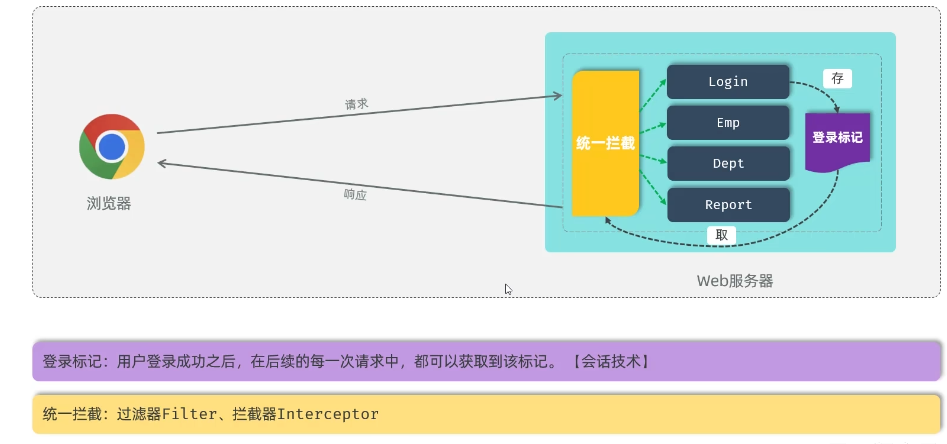 请求
响应
浏览器
统一拦截
Login
Emp
Dept
Report
存
登录标记
取
Web服务器
登录标记：用户登录成功之后，在后续的每一次请求中，都可以获取到该标记。【会话技术】
统一拦截：过滤器Filter、拦截器Interceptor